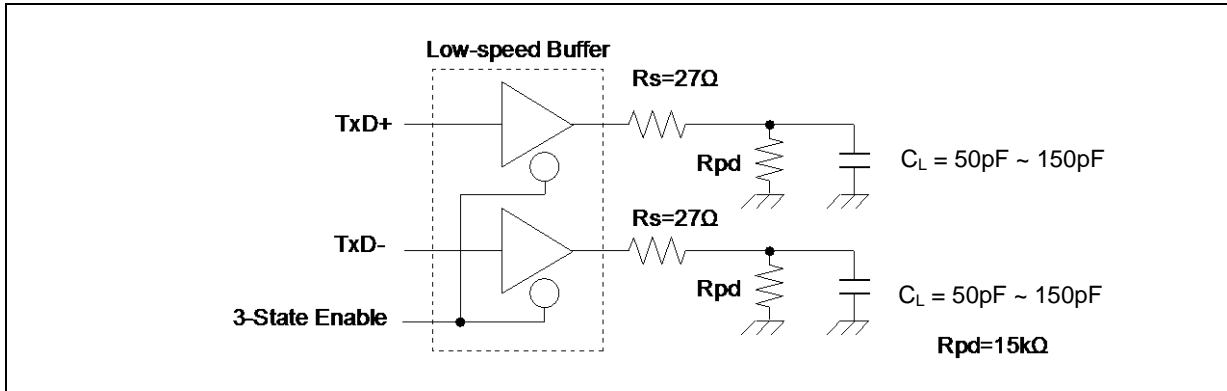 Low-speed Buffer
Rs=27Ω
TxD+
Rpd
CL = 50pF ~ 150pF
Rs=27Ω
TxD-
Rpd
CL = 50pF ~ 150pF
3-State Enable
Rpd=15kΩ